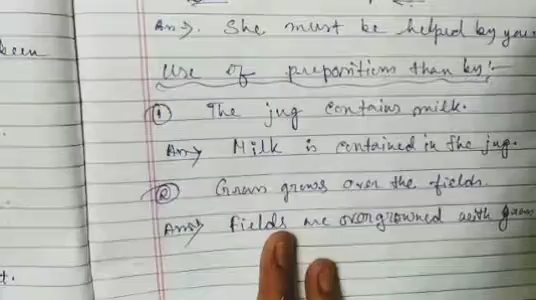 been
Ans. She must be helped by you.
Use of prepositions than by:-
① The jug contains milk.
Ans Milk is contained in the jug.
② Grass grows over the fields.
Ans fields are overgrowned with grass
t.